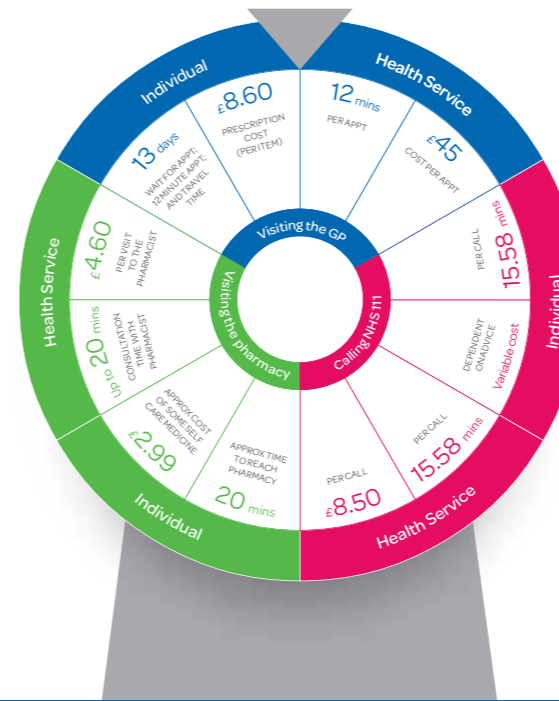 Health Service
12 mins
PER APPT
£45
COST PER APPT
Individual
15.58 mins
PER CALL
Variable cost
DEPENDENT
ON ADVICE
Health Service
PER CALL
15.58 mins
PER CALL
£8.50
Individual
APPROX TIME
TO REACH
PHARMACY
20 mins
APPROX COST
OF SOME SELF
CARE MEDICINE
£2.99
Health Service
Up to 20 mins
CONSULTATION
TIME WITH
PHARMACIST
£4.60
PER VISIT
TO THE
PHARMACIST
Individual
13 days
WAIT FOR APPT;
12 MINUTE APPT;
AND TRAVEL
TIME
£8.60
PRESCRIPTION
COST
(PER ITEM)
Visiting the GP
Calling NHS 111
Visiting the pharmacy